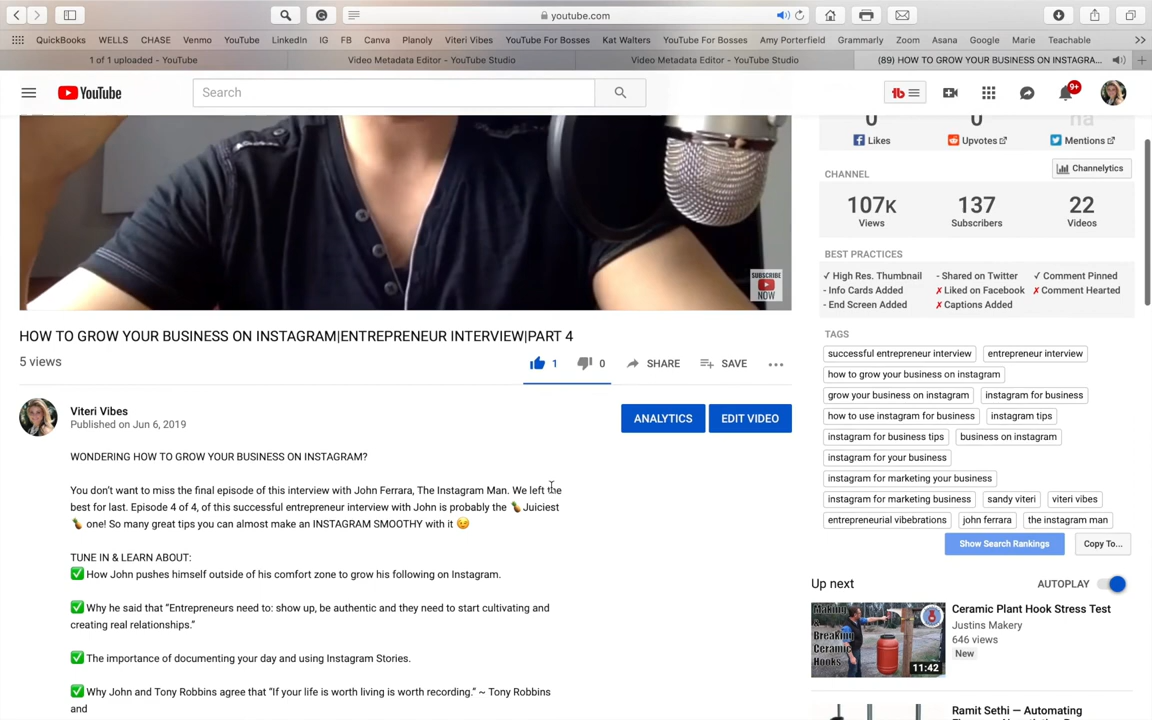 youtube.com
QuickBooks WELLS CHASE Venmo YouTube LinkedIn IG FB Canva Planoly Viteri Vibes YouTube For Bosses Kat Walters YouTube For Bosses Amy Porterfield Grammarly Zoom Asana Google Marie Teachable
1 of 1 uploaded - YouTube Video Metadata Editor - YouTube Studio Video Metadata Editor - YouTube Studio (89) HOW TO GROW YOUR BUSINESS ON INSTAGRA...
YouTube Search tb 9+
0 0 na
Likes Upvotes Mentions
CHANNEL Channelytics
107K 137 22
Views Subscribers Videos
BEST PRACTICES
✓ High Res. Thumbnail - Shared on Twitter ✓ Comment Pinned
- Info Cards Added ✗ Liked on Facebook ✗ Comment Hearted
- End Screen Added ✗ Captions Added
SUBSCRIBE
NOW
HOW TO GROW YOUR BUSINESS ON INSTAGRAM|ENTREPRENEUR INTERVIEW|PART 4
5 views 1 0 SHARE SAVE
Viteri Vibes
Published on Jun 6, 2019
ANALYTICS EDIT VIDEO
WONDERING HOW TO GROW YOUR BUSINESS ON INSTAGRAM?
You don't want to miss the final episode of this interview with John Ferrara, The Instagram Man. We left the
best for last. Episode 4 of 4, of this successful entrepreneur interview with John is probably the 🍍Juiciest
🍍 one! So many great tips you can almost make an INSTAGRAM SMOOTHY with it 😉
TUNE IN & LEARN ABOUT:
✅ How John pushes himself outside of his comfort zone to grow his following on Instagram.
✅ Why he said that “Entrepreneurs need to: show up, be authentic and they need to start cultivating and
creating real relationships.”
✅ The importance of documenting your day and using Instagram Stories.
✅ Why John and Tony Robbins agree that “If your life is worth living is worth recording.” ~ Tony Robbins
and
TAGS
successful entrepreneur interview entrepreneur interview
how to grow your business on instagram
grow your business on instagram instagram for business
how to use instagram for business instagram tips
instagram for business tips business on instagram
instagram for your business
instagram for marketing your business
instagram for marketing business sandy viteri viteri vibes
entrepreneurial vibebrations john ferrara the instagram man
Show Search Rankings Copy To...
Up next AUTOPLAY
Making
&
Breaking
Ceramic
Hooks
11:42
Ceramic Plant Hook Stress Test
Justins Makery
646 views
New
Ramit Sethi — Automating